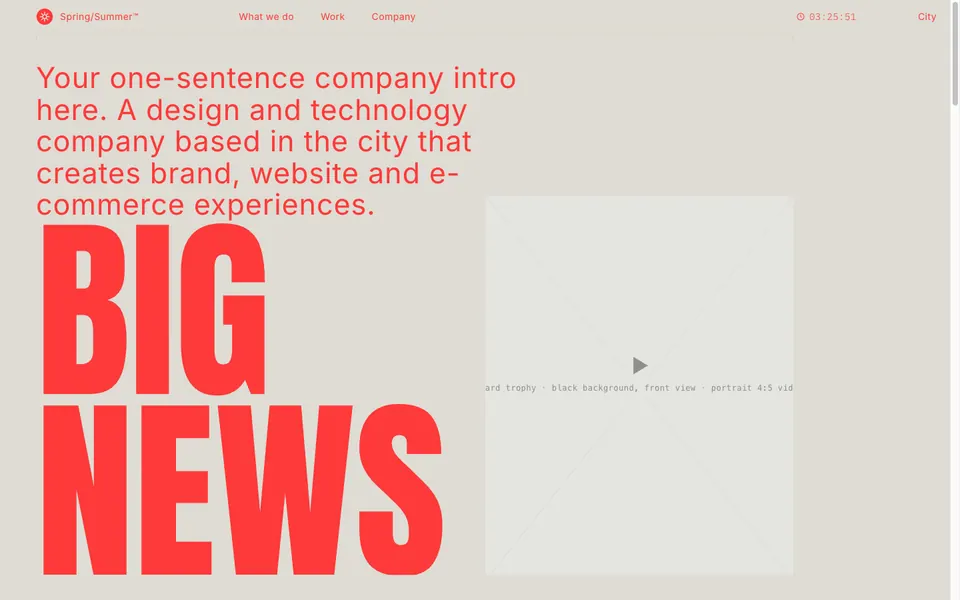 Spring/Summer™ What we do Work Company 03:25:51 City
Your one-sentence company intro
here. A design and technology
company based in the city that
creates brand, website and e-
commerce experiences.
BIG
NEWS
ard trophy · black background, front view · portrait 4:5 vid